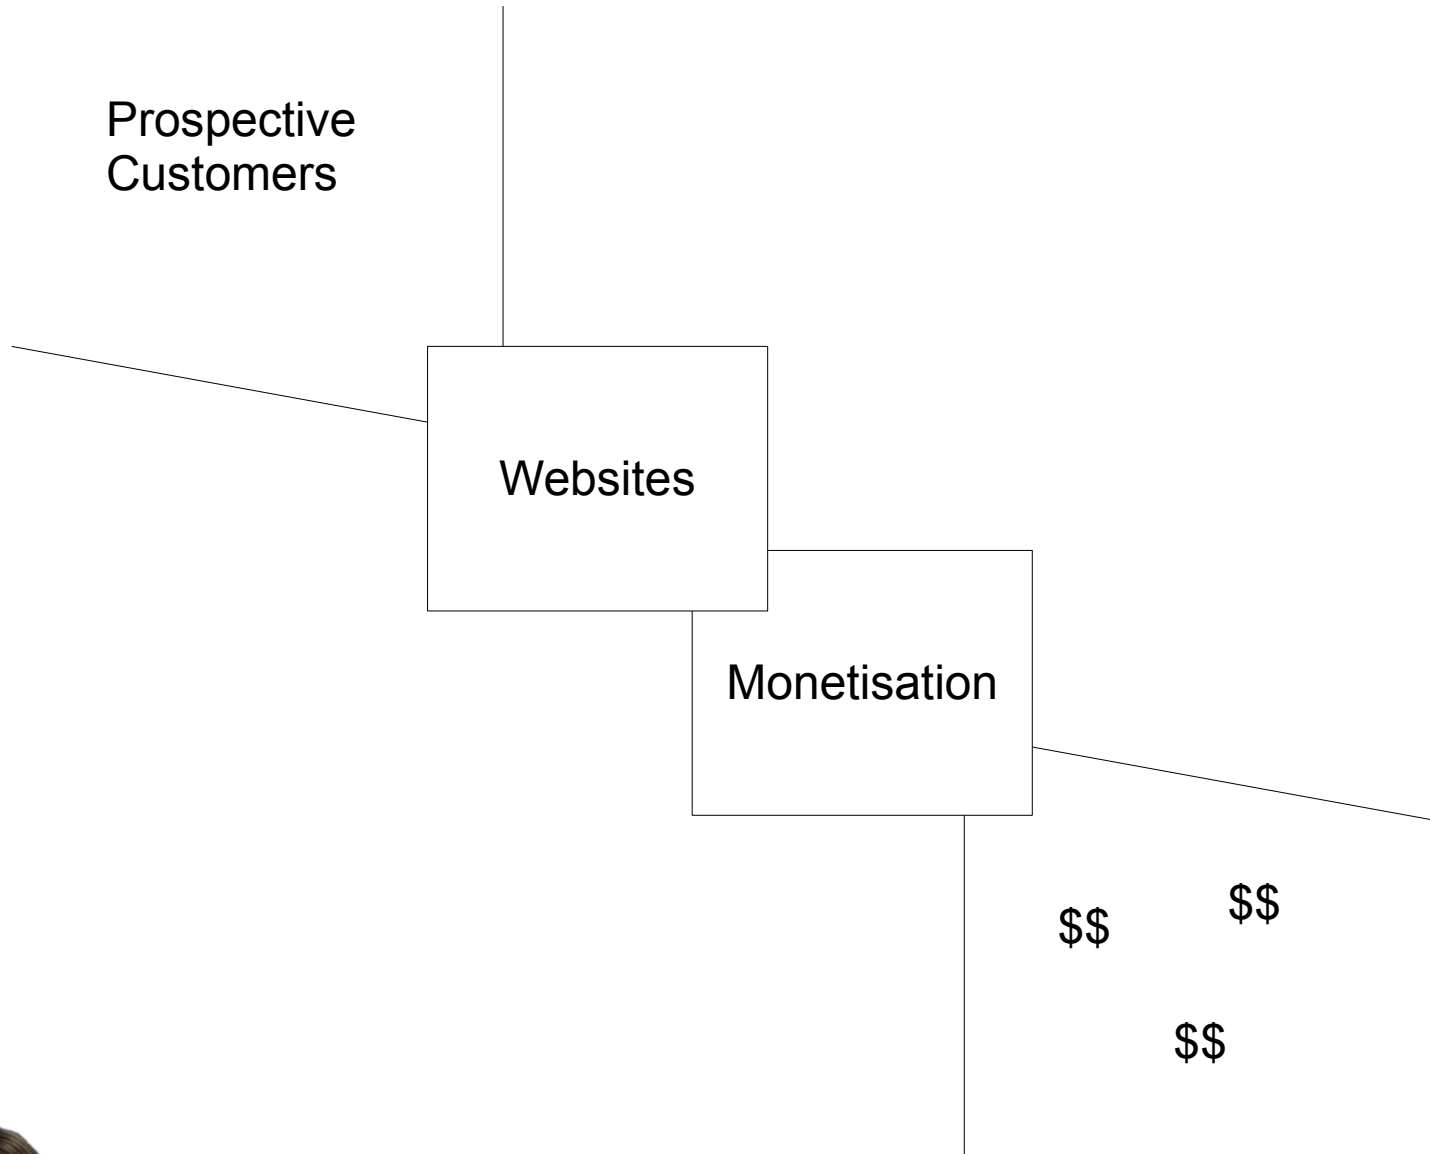 Prospective
Customers
Websites
Monetisation
$$
$$
$$